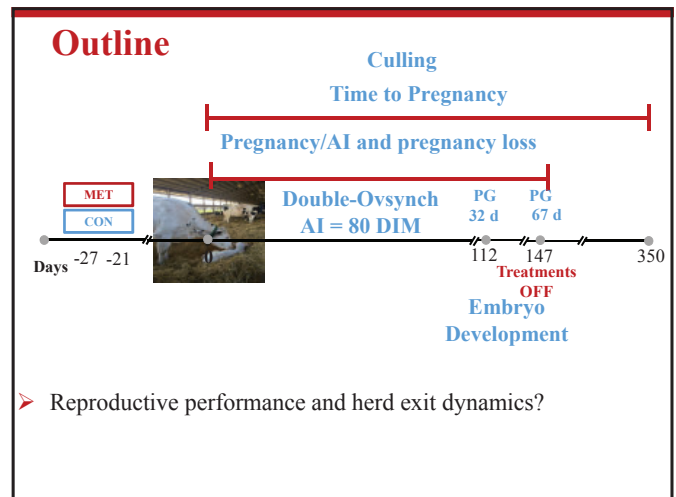 Outline
Culling
Time to Pregnancy
Pregnancy/AI and pregnancy loss
MET
CON
Double-Ovsynch
AI = 80 DIM
PG
32 d
PG
67 d
Days -27 -21
112
147
350
Treatments
OFF
Embryo
Development
➢ Reproductive performance and herd exit dynamics?